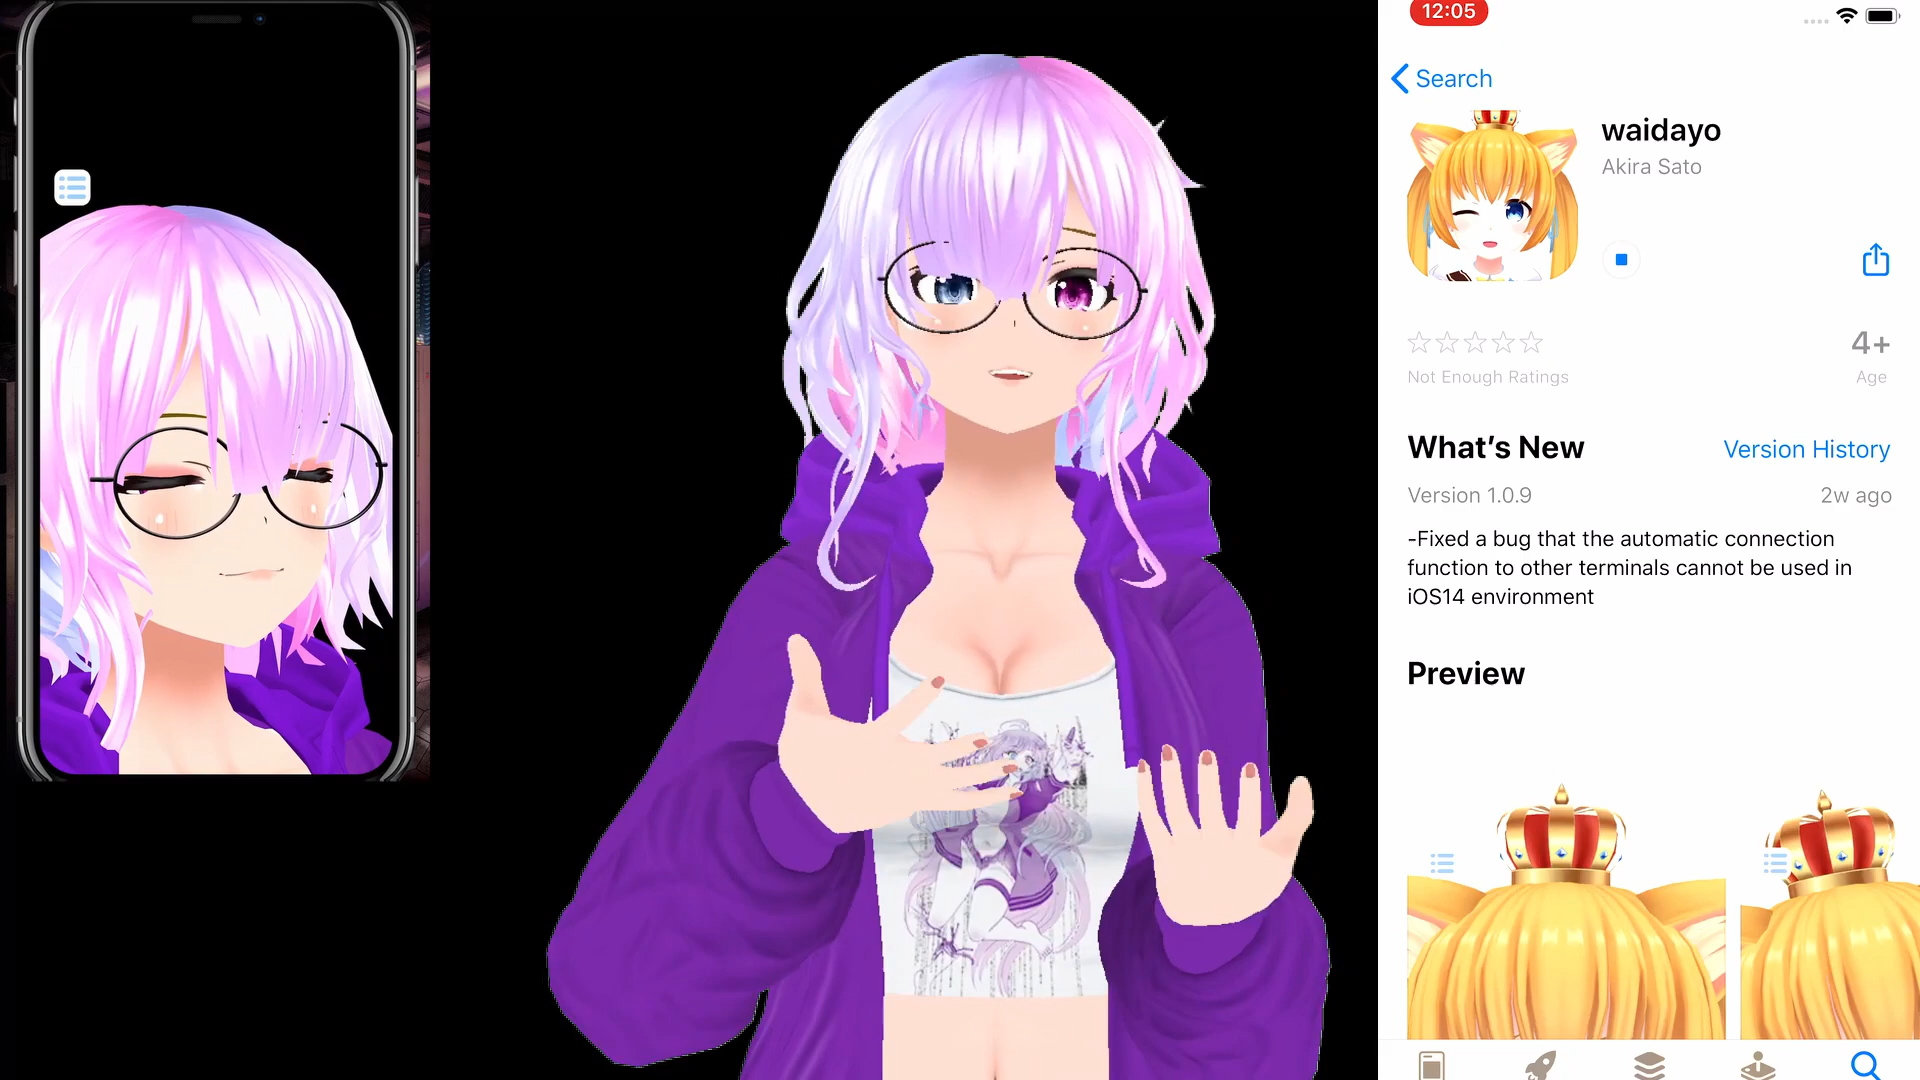 12:05
Search
waidayo
Akira Sato
Not Enough Ratings
4+
Age
What’s New
Version History
Version 1.0.9
2w ago
-Fixed a bug that the automatic connection
function to other terminals cannot be used in
iOS14 environment
Preview